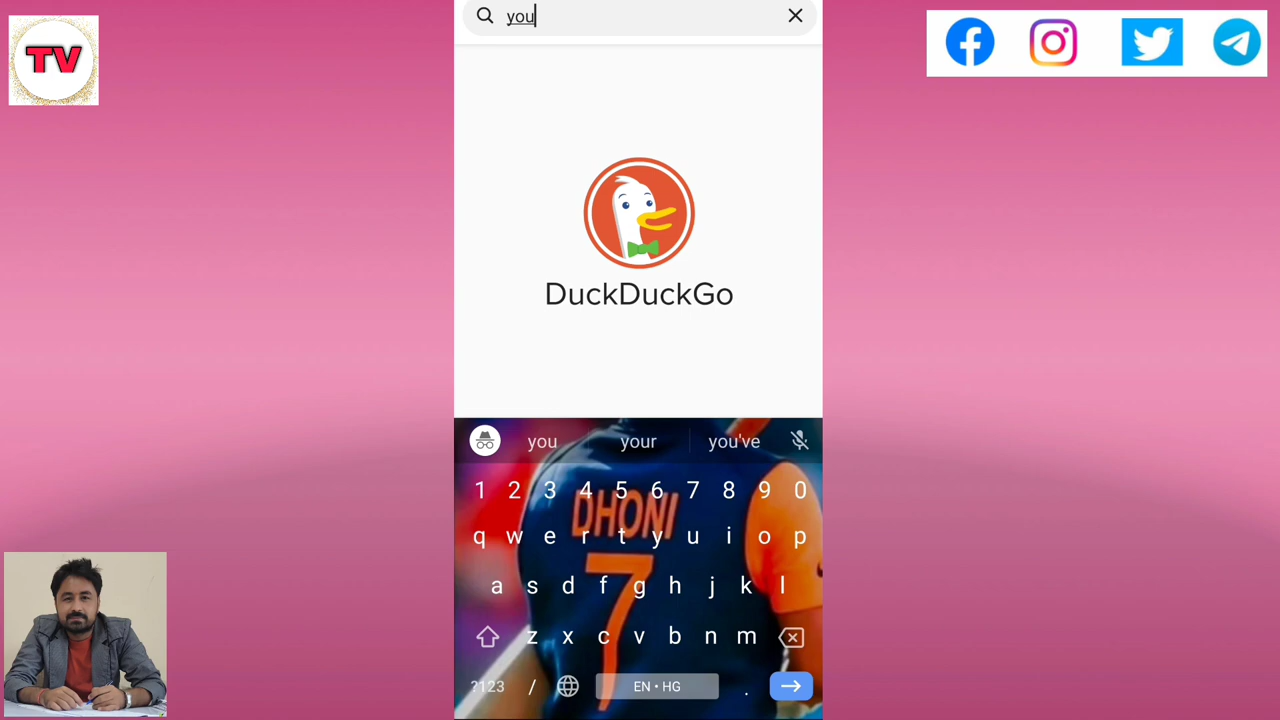 TV
you
DuckDuckGo
you your you've
1 2 3 4 5 6 7 8 9 0
DHONI
7
q w e r t y u i o p
a s d f g h j k l
z x c v b n m
?123 / EN • HG .